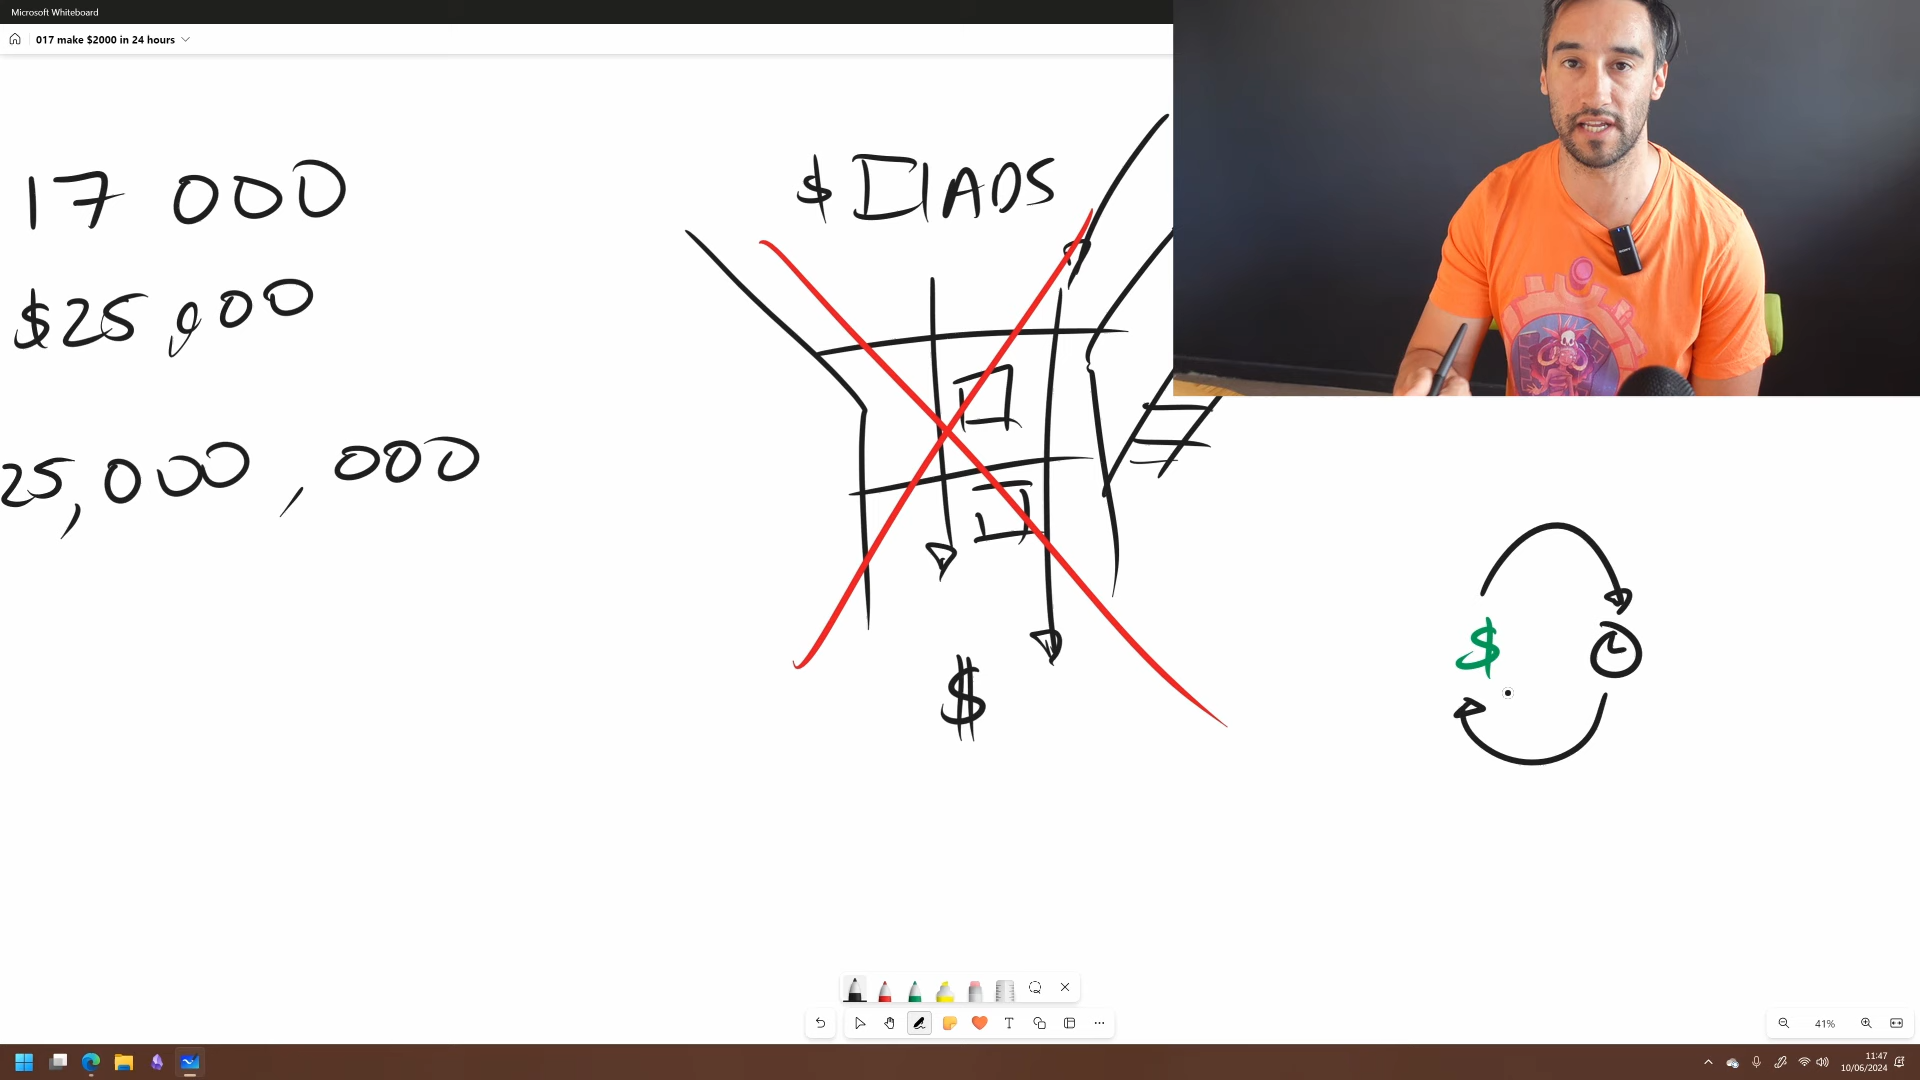 Microsoft Whiteboard
017 make $2000 in 24 hours
17 000
$25,000
25,000,000
$ ADS
$
$
41%
11:47
10/06/2024